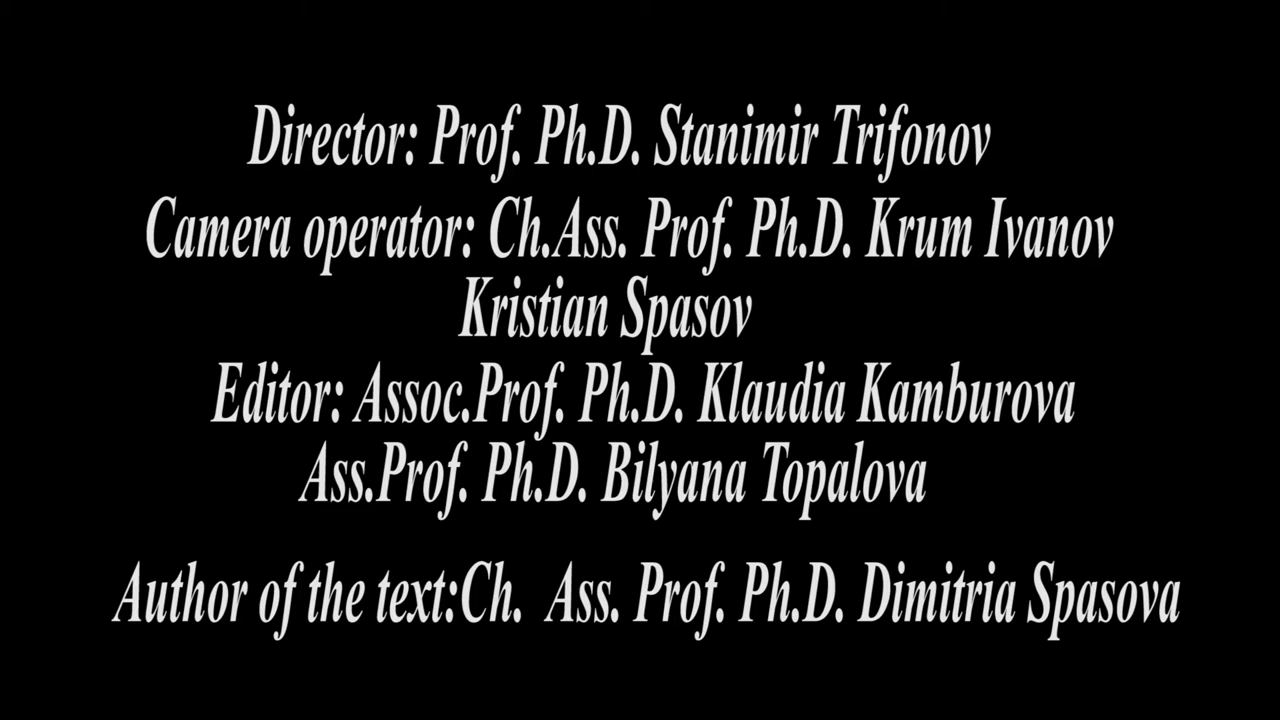 Director: Prof. Ph.D. Stanimir Trifonov
Camera operator: Ch.Ass. Prof. Ph.D. Krum Ivanov
Kristian Spasov
Editor: Assoc.Prof. Ph.D. Klaudia Kamburova
Ass.Prof. Ph.D. Bilyana Topalova
Author of the text:Ch.  Ass. Prof. Ph.D. Dimitria Spasova